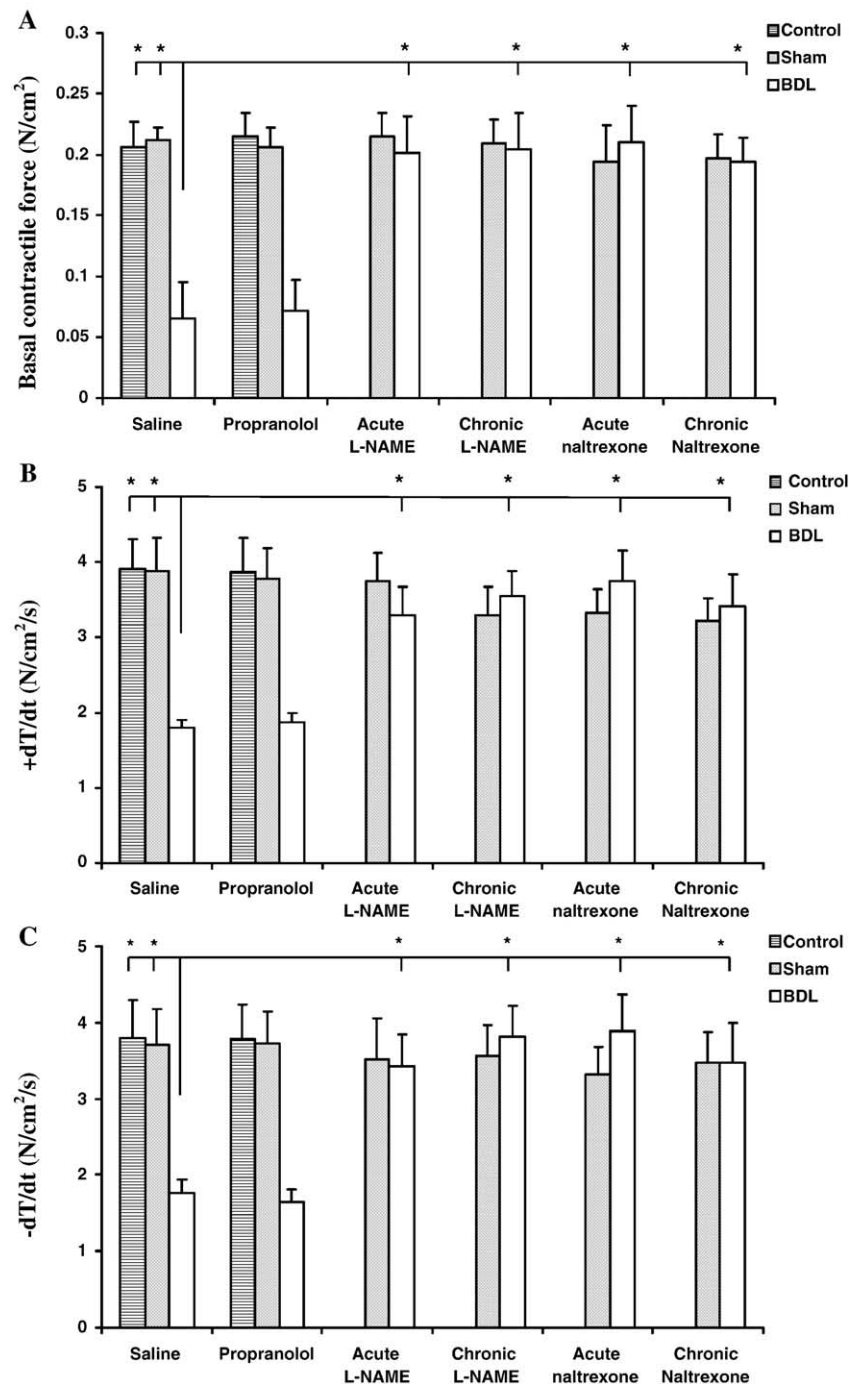 A
Control
Sham
BDL
Basal contractile force (N/cm2)
0.3
0.25
0.2
0.15
0.1
0.05
0
* * * * * *
Saline Propranolol Acute Chronic Acute Chronic
L-NAME L-NAME naltrexone Naltrexone
B
Control
Sham
BDL
+dT/dt (N/cm2/s)
5
4
3
2
1
0
* * * * * *
Saline Propranolol Acute Chronic Acute Chronic
L-NAME L-NAME naltrexone Naltrexone
C
Control
Sham
BDL
-dT/dt (N/cm2/s)
5
4
3
2
1
0
* * * * * *
Saline Propranolol Acute Chronic Acute Chronic
L-NAME L-NAME naltrexone Naltrexone